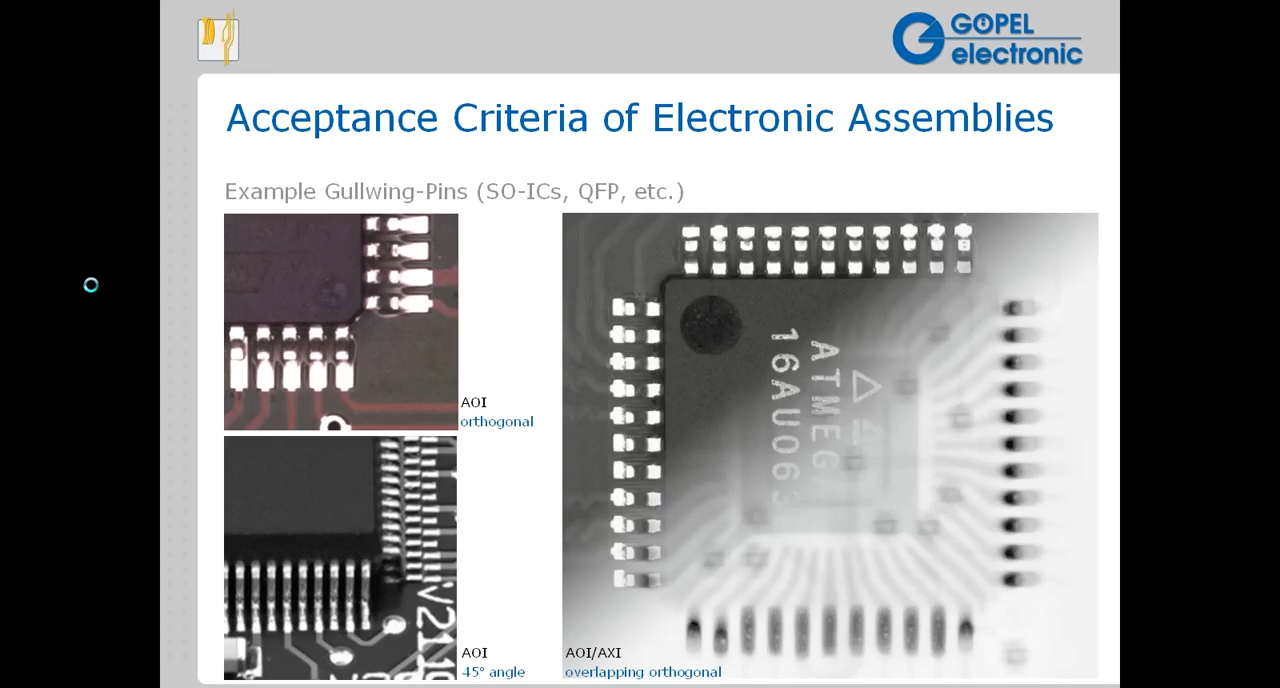 GÖPEL
electronic
Acceptance Criteria of Electronic Assemblies
Example Gullwing-Pins (SO-ICs, QFP, etc.)
AOI
orthogonal
AOI
45° angle
V2110
ATMEG
16AU063
AOI/AXI
overlapping orthogonal